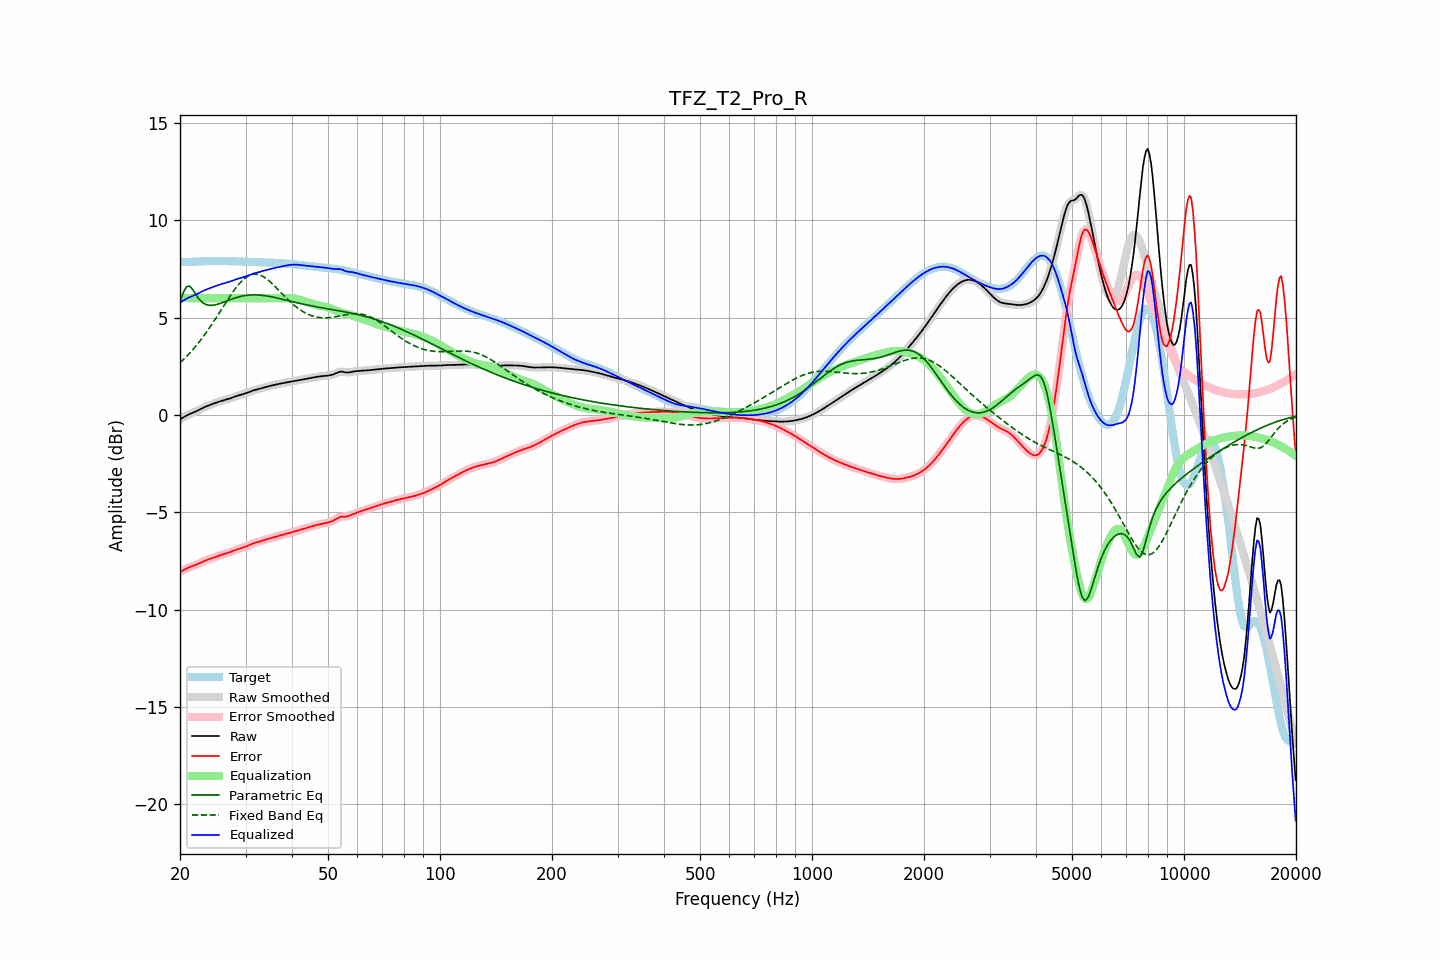 TFZ_T2_Pro_R
15
10
5
0
−5
−10
−15
−20
Amplitude (dBr)
Target
Raw Smoothed
Error Smoothed
Raw
Error
Equalization
Parametric Eq
Fixed Band Eq
Equalized
20 50 100 200 500 1000 2000 5000 10000 20000
Frequency (Hz)